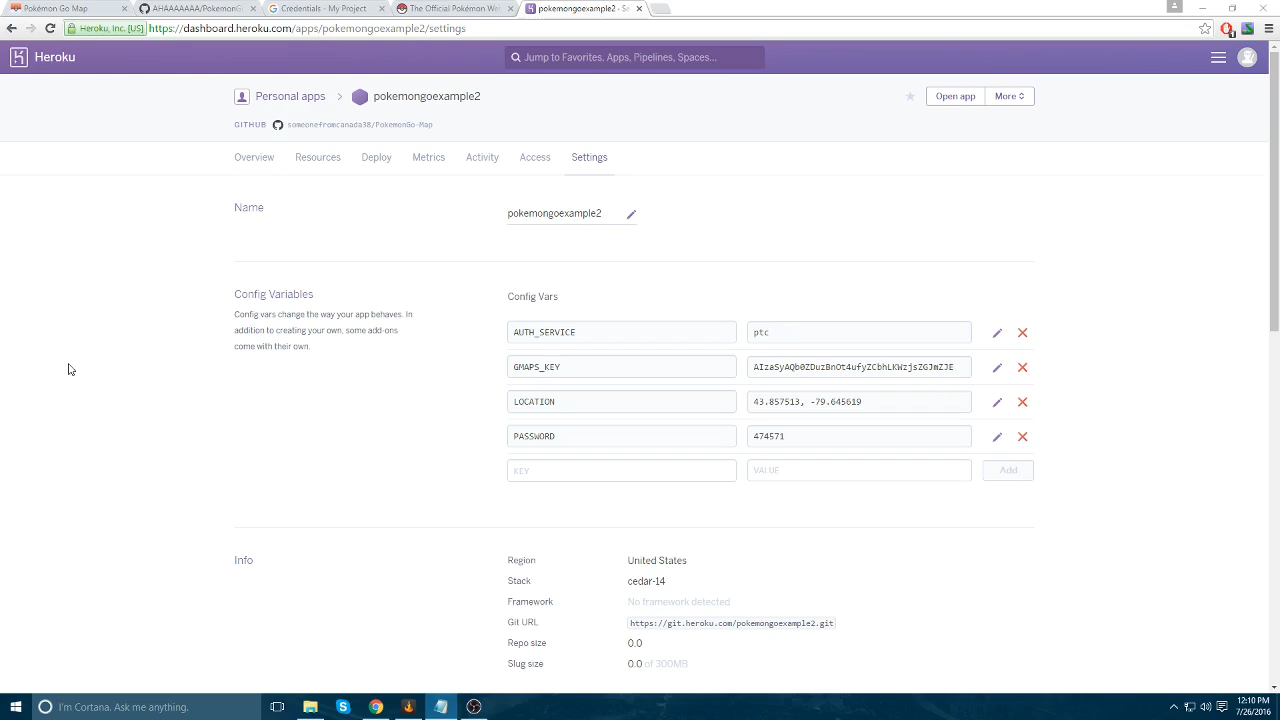 Pokémon Go Map
AHAAAAAAA/PokemonG
Credentials - My Project
The Official Pokémon Web
pokemongoexample2 - S
Heroku, Inc. [US]
https://dashboard.heroku.com/apps/pokemongoexample2/settings
Heroku
Jump to Favorites, Apps, Pipelines, Spaces...
Personal apps > pokemongoexample2
Open app
More
GITHUB someonefromcanada38/PokemonGo-Map
Overview Resources Deploy Metrics Activity Access Settings
Name
pokemongoexample2
Config Variables
Config vars change the way your app behaves. In
addition to creating your own, some add-ons
come with their own.
Config Vars
AUTH_SERVICE ptc
GMAPS_KEY AIzaSyAQb0ZDuzBnOt4ufyZCbhLKWzjsZGJmZJE
LOCATION 43.857513, -79.645619
PASSWORD 474571
KEY VALUE Add
Info
Region United States
Stack cedar-14
Framework No framework detected
Git URL https://git.heroku.com/pokemongoexample2.git
Repo size 0.0
Slug size 0.0 of 300MB
I'm Cortana. Ask me anything.
12:10 PM
7/26/2016